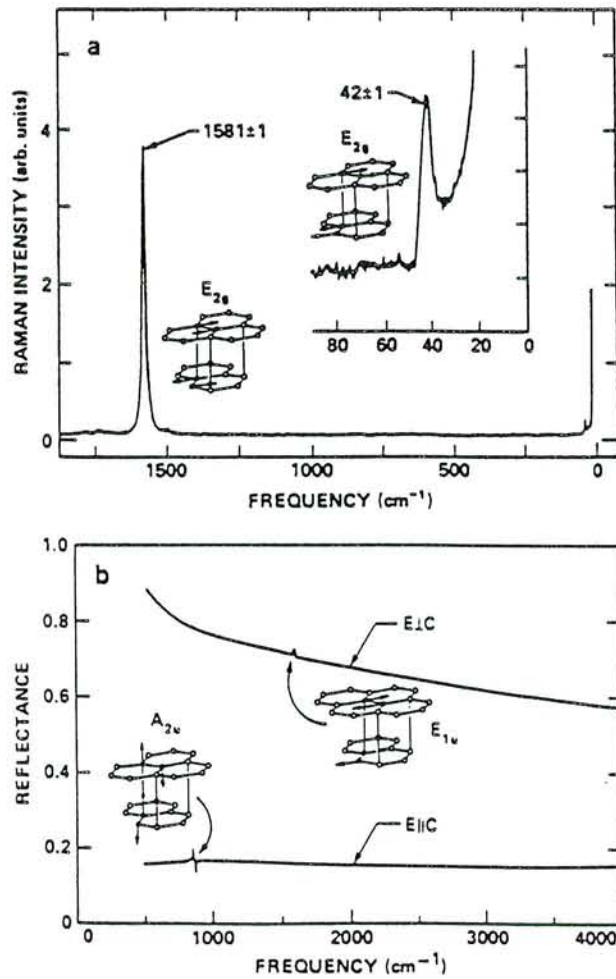 a
RAMAN INTENSITY (arb. units)
4
2
0
1581±1
42±1
E2g
E2g
80 60 40 20 0
1500 1000 500 0
FREQUENCY (cm⁻¹)
b
REFLECTANCE
1.0
0.8
0.6
0.4
0.2
0
E⊥C
E1u
A2u
E||C
0 1000 2000 3000 4000
FREQUENCY (cm⁻¹)